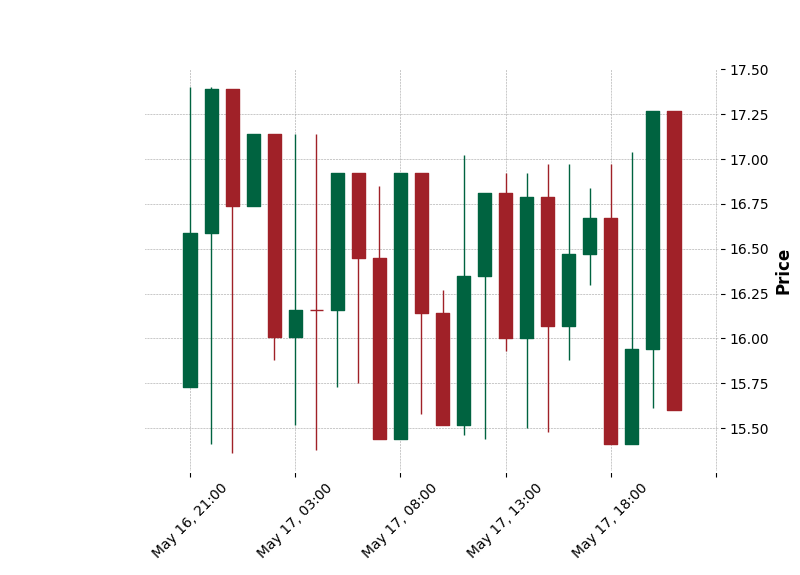 17.50
17.25
17.00
16.75
16.50
16.25
16.00
15.75
15.50
Price
May 16, 21:00
May 17, 03:00
May 17, 08:00
May 17, 13:00
May 17, 18:00